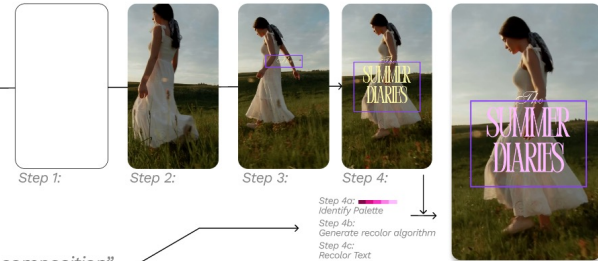 The
SUMMER
DIARIES
The
SUMMER
DIARIES
Step 1:
Step 2:
Step 3:
Step 4:
Step 4a:
Identify Palette
Step 4b:
Generate recolor algorithm
Step 4c:
Recolor Text
composition"